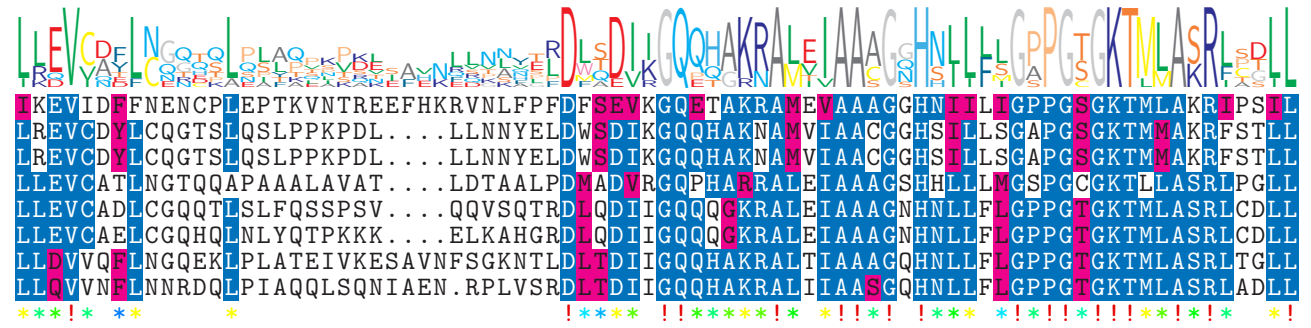 IKEVIDFFNENCPLEPTKVNTREEFHKRVNLFPFDFSEVKGQETAKRAMEVAAAGGHNIILIGPPGSGKTMLAKRIPSIL
LREVCDYLCQGTSLQSLPPKPDL....LLNNYELDWSDIKGQQHAKNAMVIAACGGHSILLSGAPGSGKTMMAKRFSTLL
LREVCDYLCQGTSLQSLPPKPDL....LLNNYELDWSDIKGQQHAKNAMVIAACGGHSILLSGAPGSGKTMMAKRFSTLL
LLEVCATLNGTQQAPAAALAVAT....LDTAALPDMADVRGQPHARRALEIAAAGSHHLLLMGSPGCGKTLLASRLPGLL
LLEVCADLCGQQTLSLFQSSPSV....QQVSQTRDLQDIIGQQQGKRALEIAAAGNHNLLFLGPPGTGKTMLASRLCDLL
LLEVCAELCGQHQLNLYQTPKKK....ELKAHGRDLQDIIGQQQGKRALEIAAAGNHNLLFLGPPGTGKTMLASRLCDLL
LLDVVQFLNGQEKLPLATEIVKESAVNFSGKNTLDLTDIIGQQHAKRALTIAAAGQHNLLFLGPPGTGKTMLASRLTGLL
LLQVVNFLNNRDQLPIAQQLSQNIAEN.RPLVSRDLTDIIGQQHAKRALIIAASGQHNLLFLGPPGTGKTMLASRLADLL